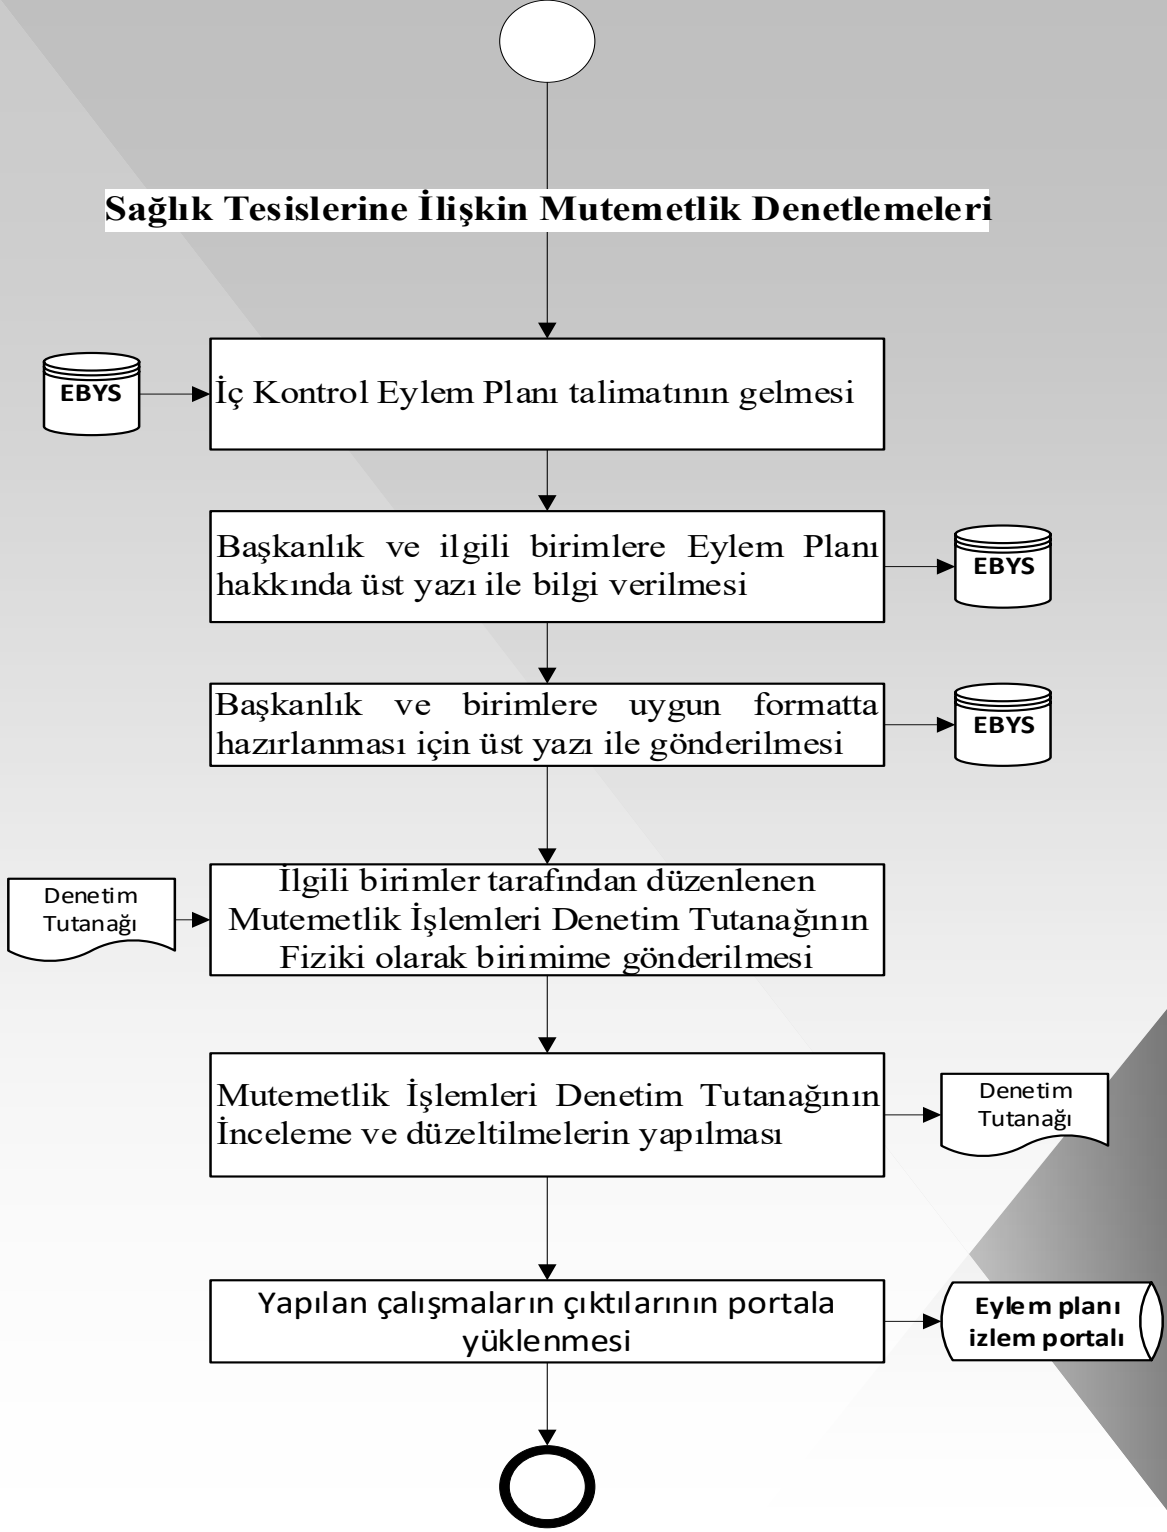 Sağlık Tesislerine İlişkin Mutemetlik Denetlemeleri
EBYS
İç Kontrol Eylem Planı talimatının gelmesi
Başkanlık ve ilgili birimlere Eylem Planı
hakkında üst yazı ile bilgi verilmesi
EBYS
Başkanlık ve birimlere uygun formatta
hazırlanması için üst yazı ile gönderilmesi
EBYS
Denetim
Tutanağı
İlgili birimler tarafından düzenlenen
Mutemetlik İşlemleri Denetim Tutanağının
Fiziki olarak birimime gönderilmesi
Mutemetlik İşlemleri Denetim Tutanağının
İnceleme ve düzeltilmelerin yapılması
Denetim
Tutanağı
Yapılan çalışmaların çıktılarının portala
yüklenmesi
Eylem planı
izlem portalı